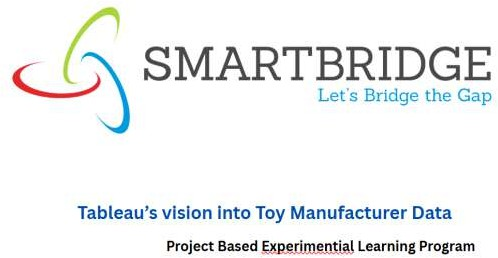 SMARTBRIDGE
Let's Bridge the Gap
Tableau's vision into Toy Manufacturer Data
Project Based Experimential Learning Program